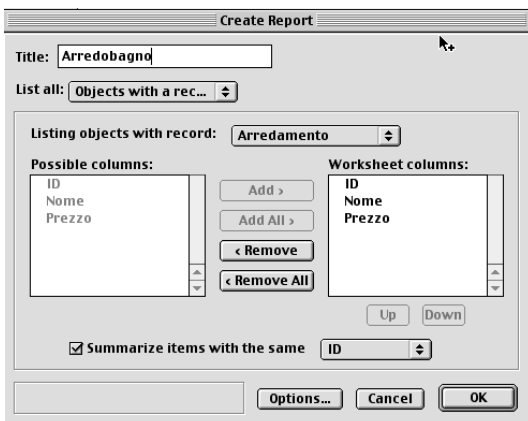 Create Report
Title: Arredobagno
List all: Objects with a rec...
Listing objects with record: Arredamento
Possible columns:
ID
Nome
Prezzo
Add ›
Add All ›
‹ Remove
‹ Remove All
Worksheet columns:
ID
Nome
Prezzo
Up Down
Summarize items with the same ID
Options... Cancel OK